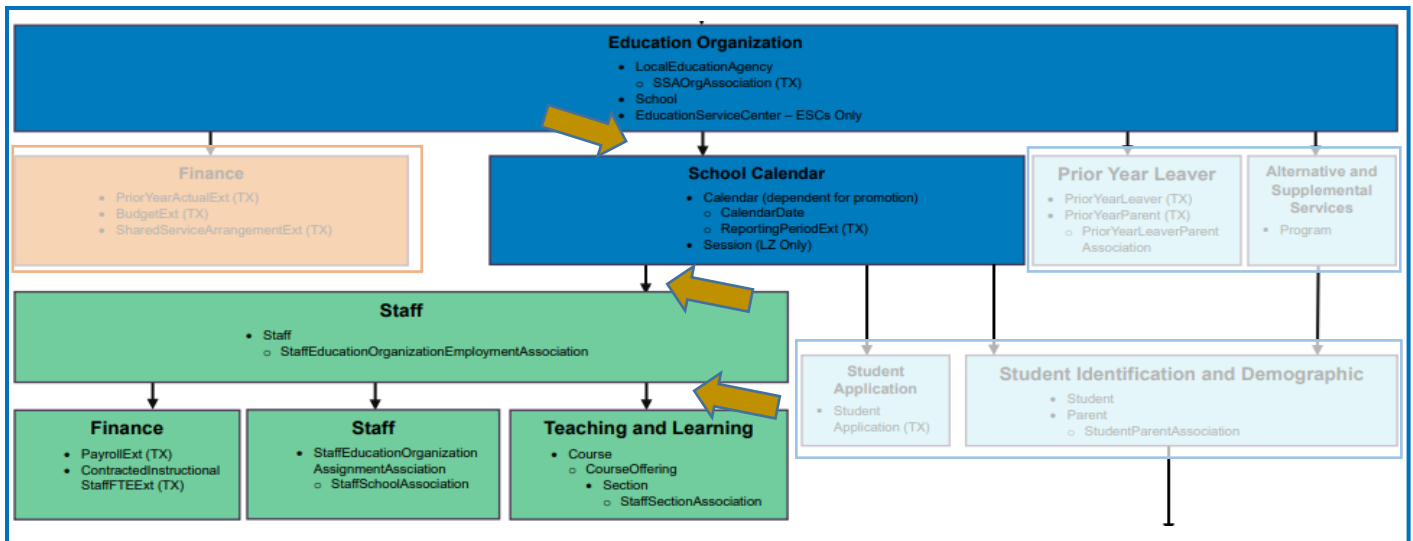 Education Organization
• LocalEducationAgency
o SSAOrgAssociation (TX)
• School
• EducationServiceCenter – ESCs Only
Finance
• PriorYearActualExt (TX)
• BudgetExt (TX)
• SharedServiceArrangementExt (TX)
School Calendar
• Calendar (dependent for promotion)
o CalendarDate
o ReportingPeriodExt (TX)
• Session (LZ Only)
Prior Year Leaver
• PriorYearLeaver (TX)
• PriorYearParent (TX)
o PriorYearLeaverParent
Association
Alternative and
Supplemental
Services
▪ Program
Staff
• Staff
o StaffEducationOrganizationEmploymentAssociation
Student
Application
▪ Student
Application (TX)
Student Identification and Demographic
• Student
• Parent
o StudentParentAssociation
Finance
• PayrollExt (TX)
• ContractedInstructional
StaffFTEExt (TX)
Staff
• StaffEducationOrganization
AssignmentAssciation
o StaffSchoolAssociation
Teaching and Learning
• Course
o CourseOffering
• Section
o StaffSectionAssociation